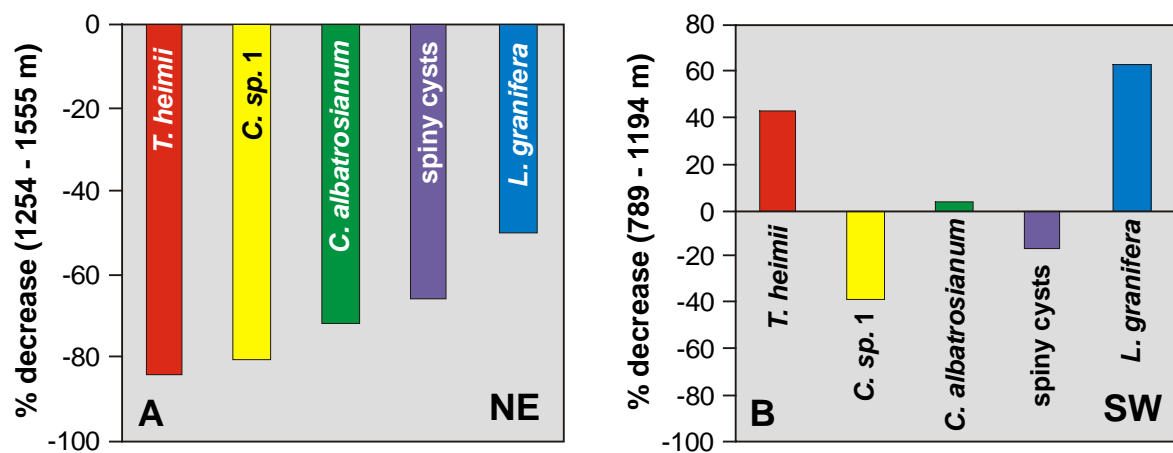 % decrease (1254 - 1555 m)
0
-20
-40
-60
-80
-100
T. heimii
C. sp. 1
C. albatrosianum
spiny cysts
L. granifera
A
NE
% decrease (789 - 1194 m)
80
60
40
20
0
-20
-40
-60
-80
-100
T. heimii
C. sp. 1
C. albatrosianum
spiny cysts
L. granifera
B
SW